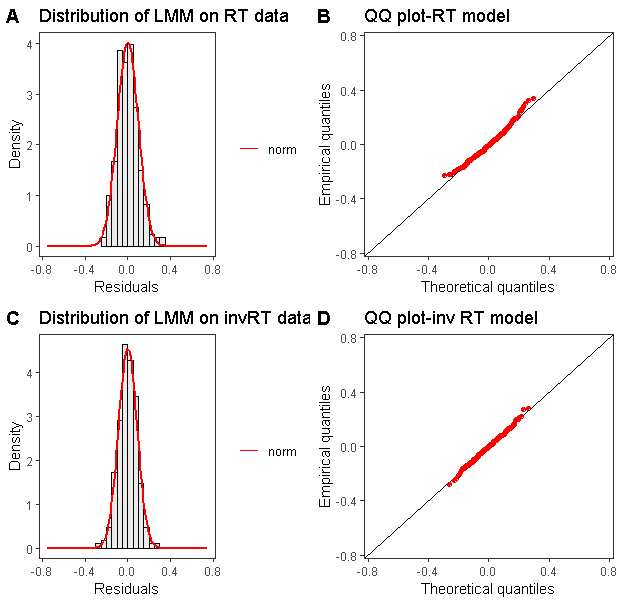 A Distribution of LMM on RT data
4
3
2
1
0
Density
-0.8 -0.4 0.0 0.4 0.8
Residuals
norm
B QQ plot-RT model
0.8
0.4
0.0
-0.4
-0.8
Empirical quantiles
-0.8 -0.4 0.0 0.4 0.8
Theoretical quantiles
C Distribution of LMM on invRT data
4
3
2
1
0
Density
-0.8 -0.4 0.0 0.4 0.8
Residuals
norm
D QQ plot-inv RT model
0.8
0.4
0.0
-0.4
-0.8
Empirical quantiles
-0.8 -0.4 0.0 0.4 0.8
Theoretical quantiles